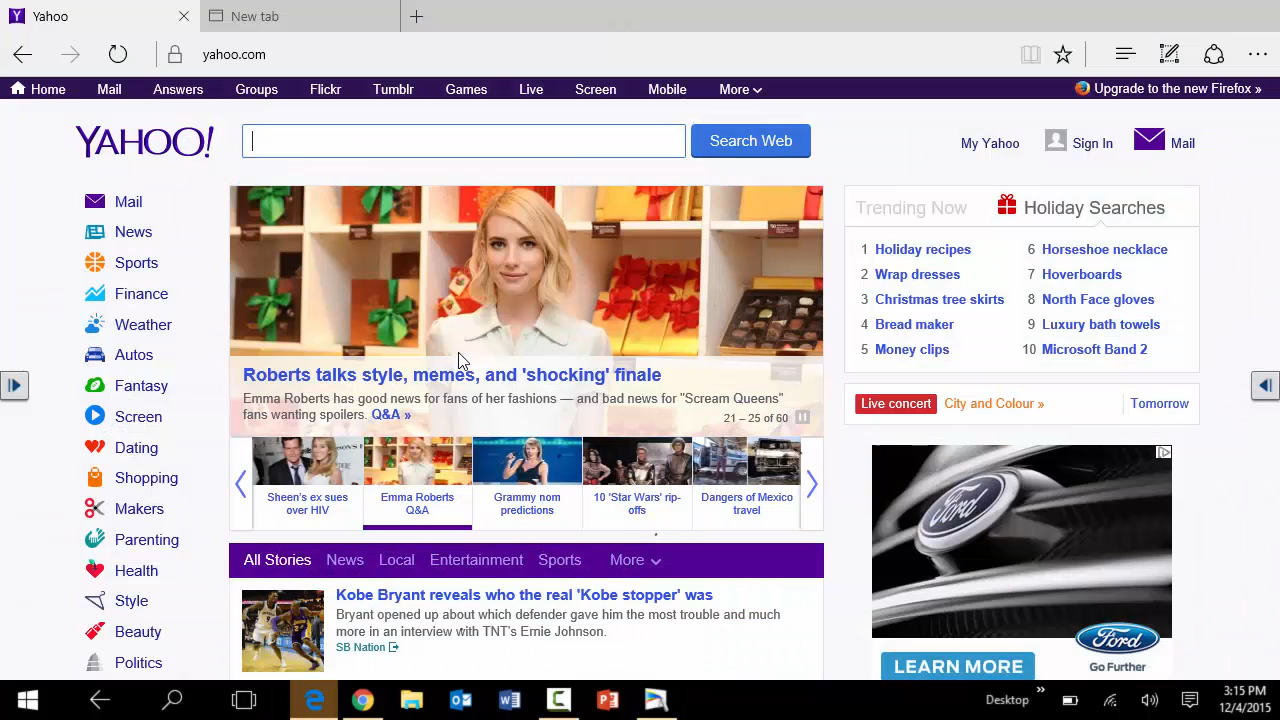 Yahoo
New tab
yahoo.com
Home Mail Answers Groups Flickr Tumblr Games Live Screen Mobile More Upgrade to the new Firefox »
YAHOO!
Search Web
My Yahoo Sign In Mail
Mail
News
Sports
Finance
Weather
Autos
Fantasy
Screen
Dating
Shopping
Makers
Parenting
Health
Style
Beauty
Politics
Roberts talks style, memes, and 'shocking' finale
Emma Roberts has good news for fans of her fashions — and bad news for "Scream Queens"
fans wanting spoilers. Q&A »
21 – 25 of 60
Sheen's ex sues
over HIV
Emma Roberts
Q&A
Grammy nom
predictions
10 'Star Wars' rip-
offs
Dangers of Mexico
travel
All Stories News Local Entertainment Sports More
Kobe Bryant reveals who the real 'Kobe stopper' was
Bryant opened up about which defender gave him the most trouble and much
more in an interview with TNT's Ernie Johnson.
SB Nation
Trending Now Holiday Searches
1 Holiday recipes
2 Wrap dresses
3 Christmas tree skirts
4 Bread maker
5 Money clips
6 Horseshoe necklace
7 Hoverboards
8 North Face gloves
9 Luxury bath towels
10 Microsoft Band 2
Live concert City and Colour » Tomorrow
Ford
LEARN MORE
Ford
Go Further
Desktop
3:15 PM
12/4/2015